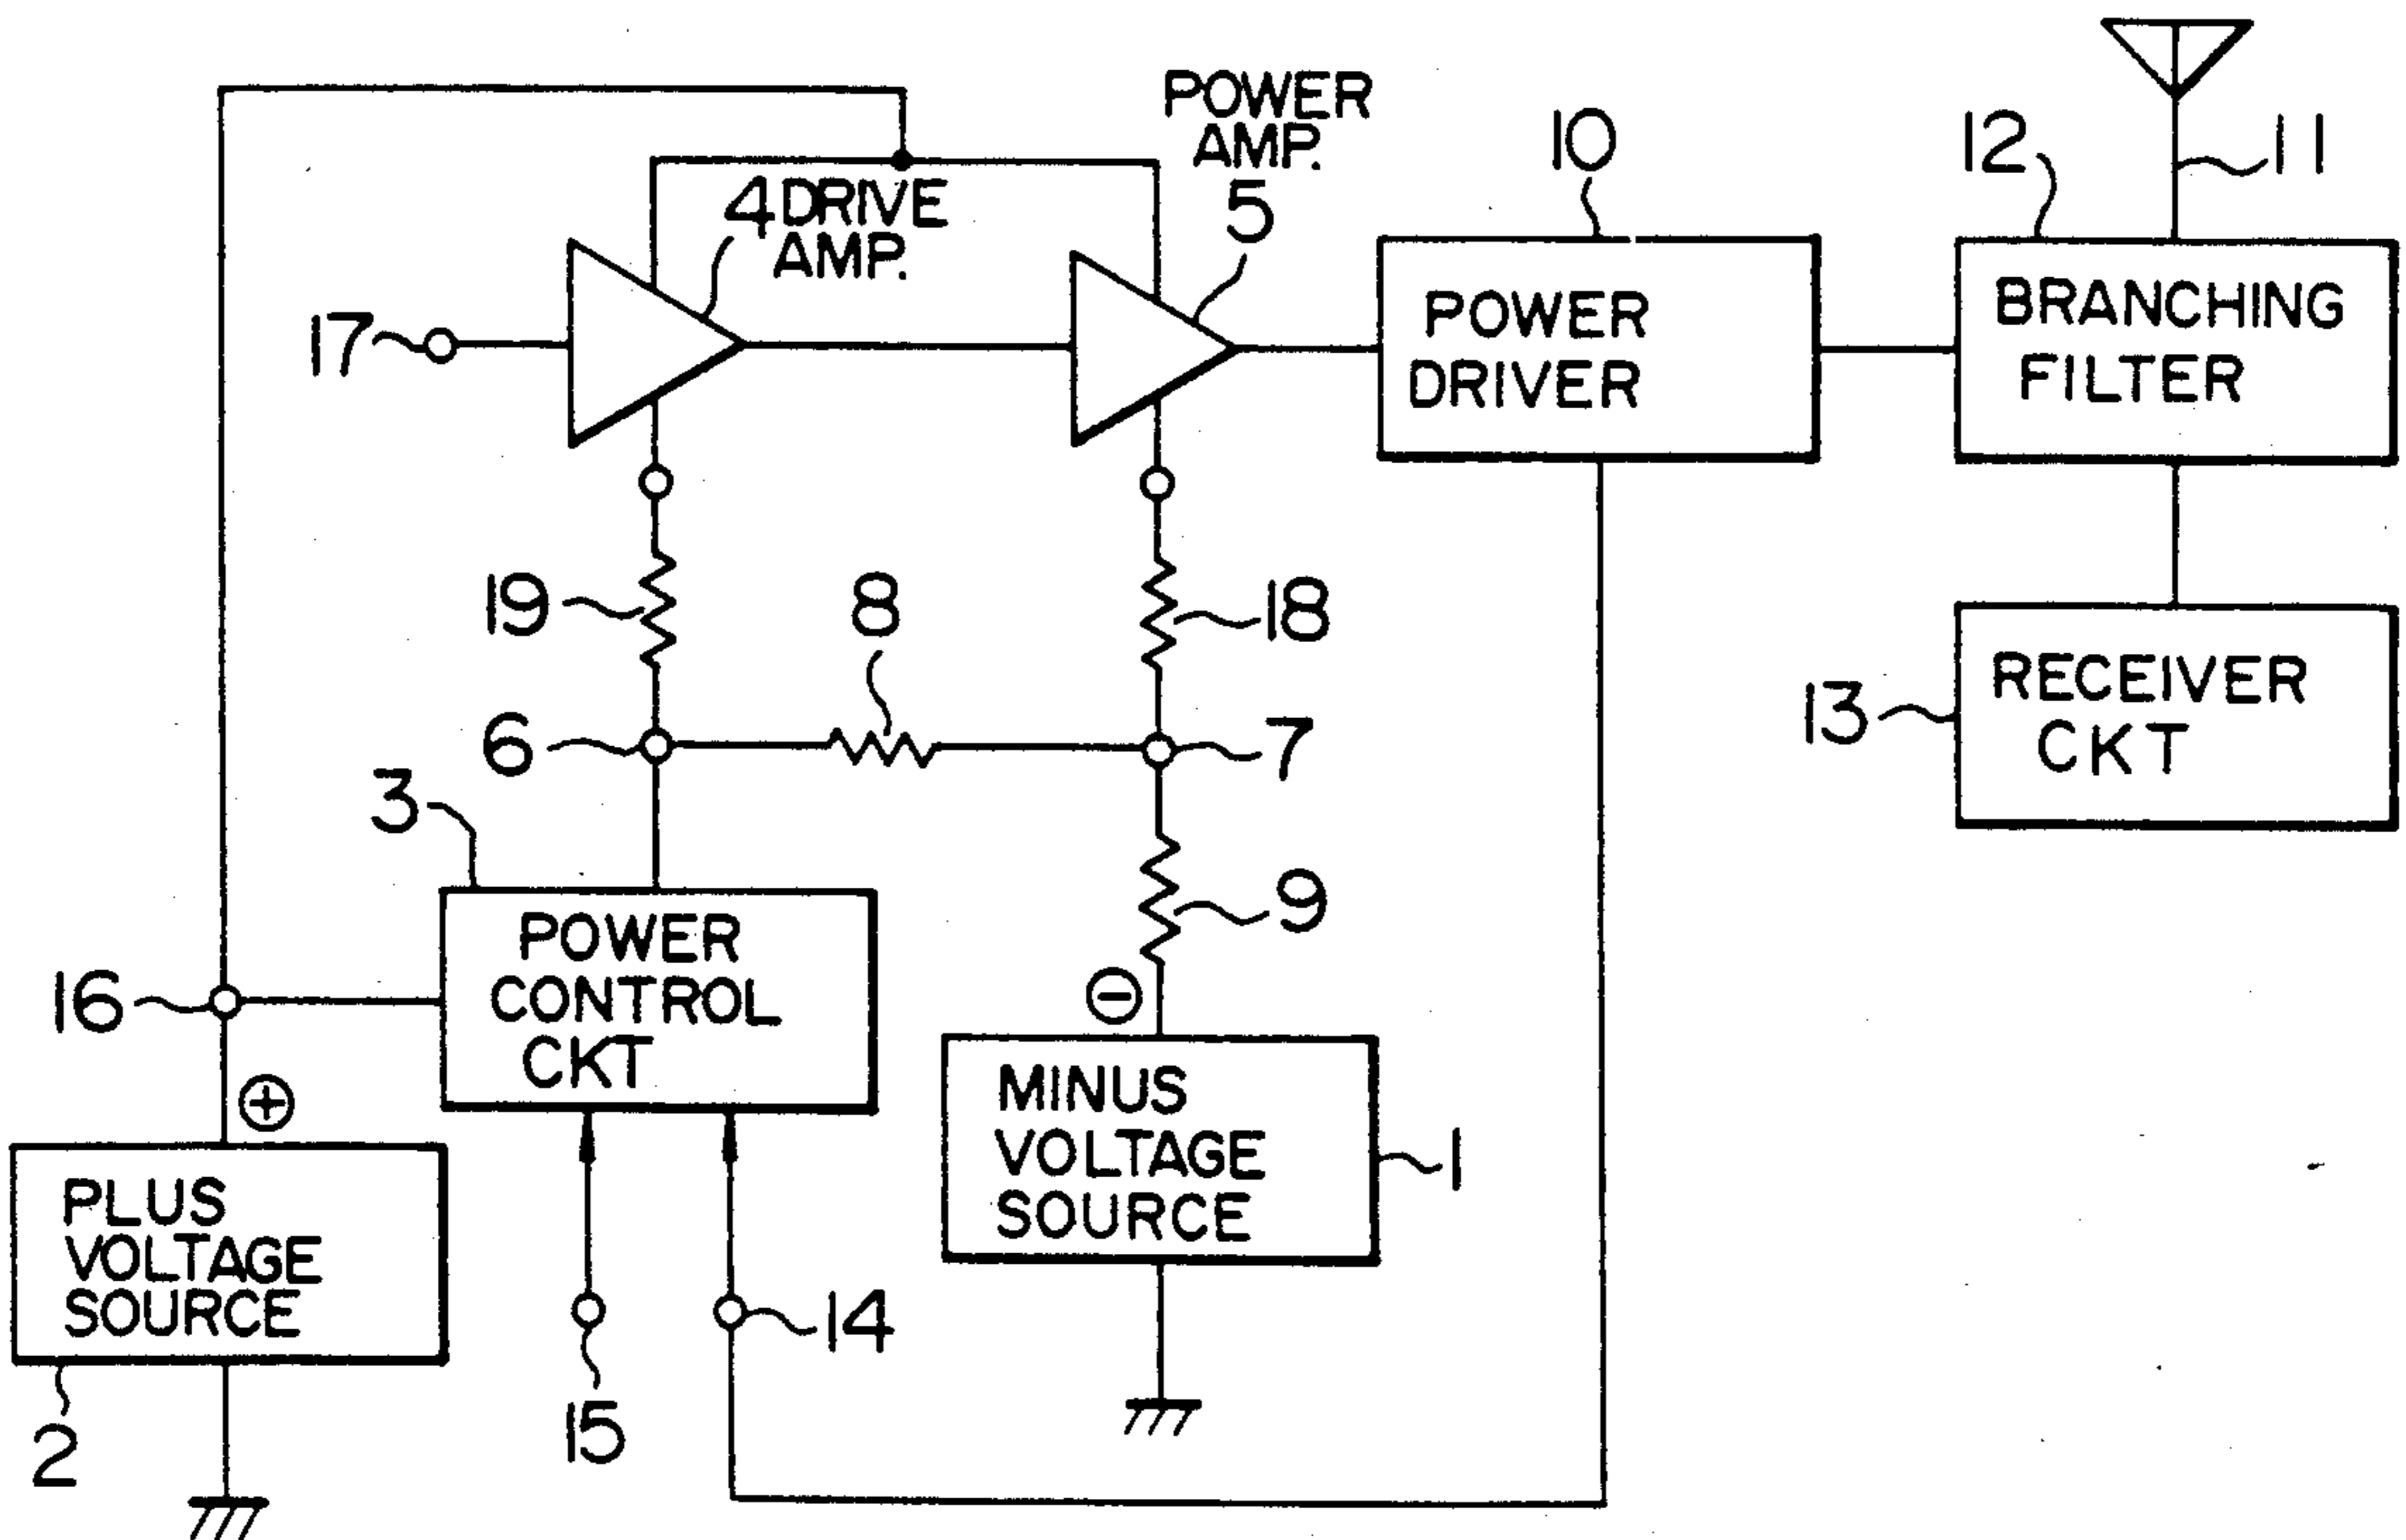 POWER
AMP.
5
10
12
11
4 DRIVE
AMP.
17
POWER
DRIVER
BRANCHING
FILTER
19
8
18
6
7
13
RECEIVER
CKT
3
9
16
POWER
CONTROL
CKT
−
+
MINUS
VOLTAGE
SOURCE
1
PLUS
VOLTAGE
SOURCE
14
15
2